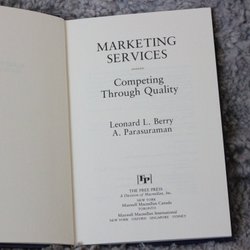 MARKETING
SERVICES
Competing
Through Quality
Leonard L. Berry
A. Parasuraman
FP
THE FREE PRESS
A Division of Macmillan, Inc.
NEW YORK
Maxwell Macmillan Canada
TORONTO
Maxwell Macmillan International
NEW YORK OXFORD SINGAPORE SYDNEY